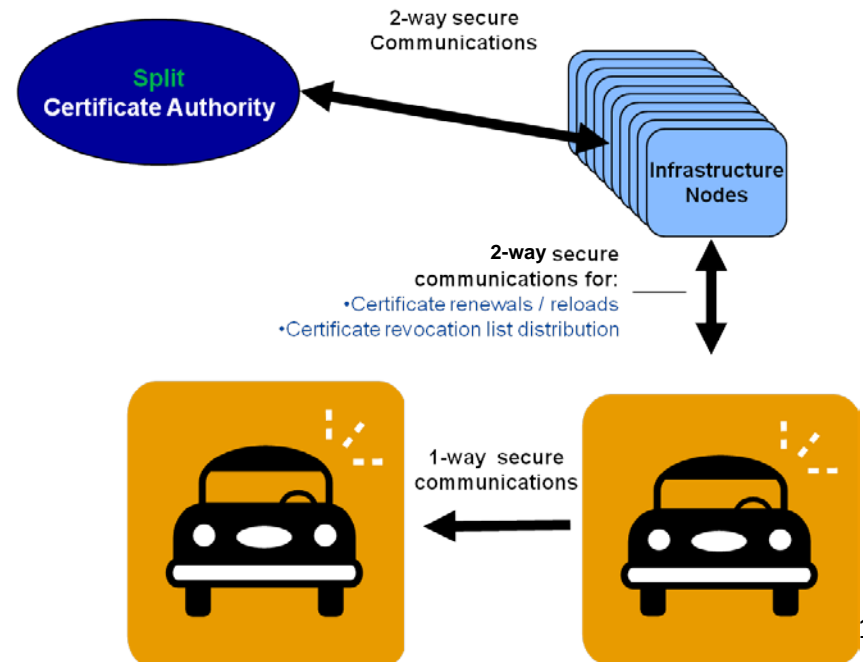 2-way secure
Communications
Split
Certificate Authority
Infrastructure
Nodes
2-way secure
communications for:
•Certificate renewals / reloads
•Certificate revocation list distribution
1-way secure
communications